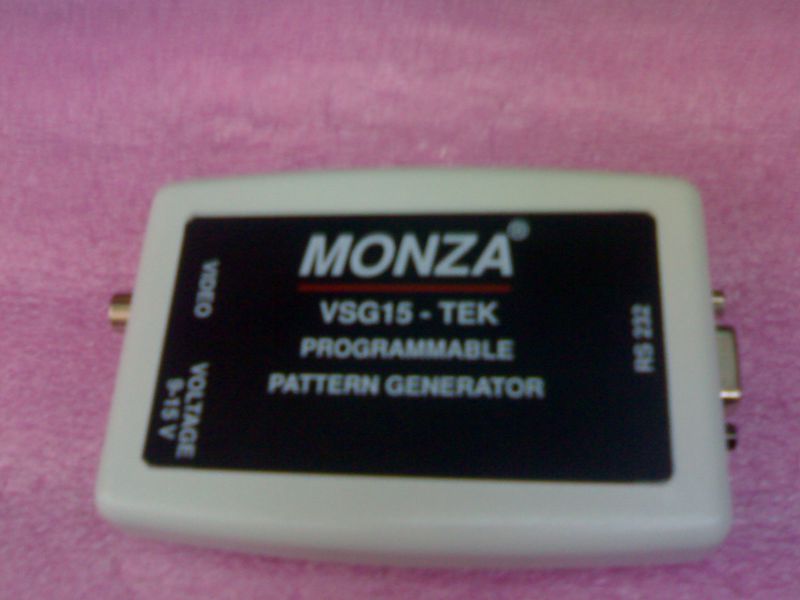 MONZA®
VSG15 - TEK
PROGRAMMABLE
PATTERN GENERATOR
VIDEO
VOLTAGE
9-15 V
RS 232